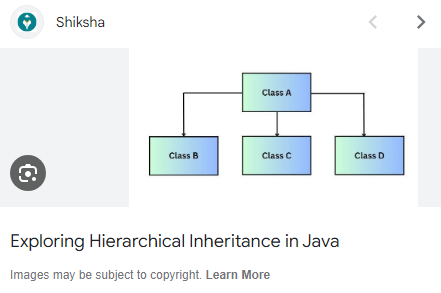 Shiksha
Class A
Class B Class C Class D
Exploring Hierarchical Inheritance in Java
Images may be subject to copyright. Learn More